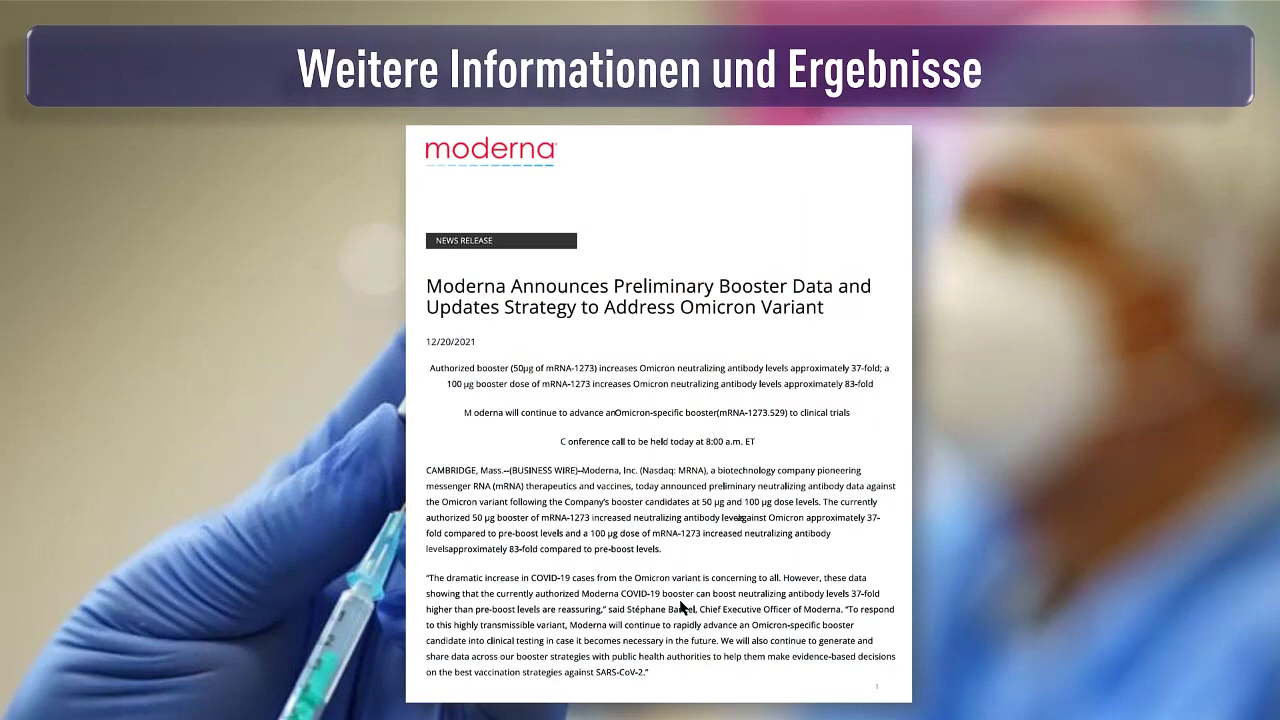 Weitere Informationen und Ergebnisse
moderna
NEWS RELEASE
Moderna Announces Preliminary Booster Data and
Updates Strategy to Address Omicron Variant
12/20/2021
Authorized booster (50µg of mRNA-1273) increases Omicron neutralizing antibody levels approximately 37-fold; a
100 µg booster dose of mRNA-1273 increases Omicron neutralizing antibody levels approximately 83-fold
M oderna will continue to advance anOmicron-specific booster(mRNA-1273.529) to clinical trials
C onference call to be held today at 8:00 a.m. ET
CAMBRIDGE, Mass.--(BUSINESS WIRE)--Moderna, Inc. (Nasdaq: MRNA), a biotechnology company pioneering
messenger RNA (mRNA) therapeutics and vaccines, today announced preliminary neutralizing antibody data against
the Omicron variant following the Company's booster candidates at 50 µg and 100 µg dose levels. The currently
authorized 50 µg booster of mRNA-1273 increased neutralizing antibody levelsagainst Omicron approximately 37-
fold compared to pre-boost levels and a 100 µg dose of mRNA-1273 increased neutralizing antibody
levelsapproximately 83-fold compared to pre-boost levels.
"The dramatic increase in COVID-19 cases from the Omicron variant is concerning to all. However, these data
showing that the currently authorized Moderna COVID-19 booster can boost neutralizing antibody levels 37-fold
higher than pre-boost levels are reassuring," said Stéphane Bancel, Chief Executive Officer of Moderna. "To respond
to this highly transmissible variant, Moderna will continue to rapidly advance an Omicron-specific booster
candidate into clinical testing in case it becomes necessary in the future. We will also continue to generate and
share data across our booster strategies with public health authorities to help them make evidence-based decisions
on the best vaccination strategies against SARS-CoV-2."
1